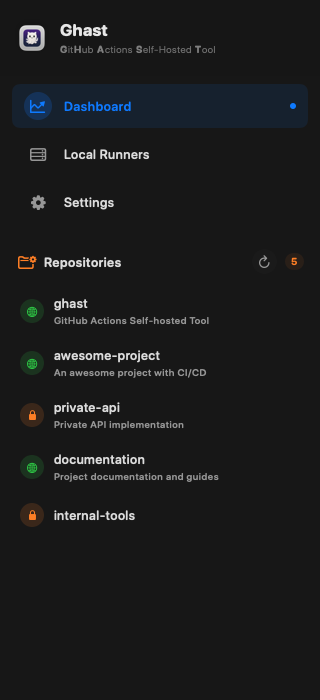 Ghast
GitHub Actions Self-Hosted Tool
Dashboard
Local Runners
Settings
Repositories
5
ghast
GitHub Actions Self-hosted Tool
awesome-project
An awesome project with CI/CD
private-api
Private API implementation
documentation
Project documentation and guides
internal-tools